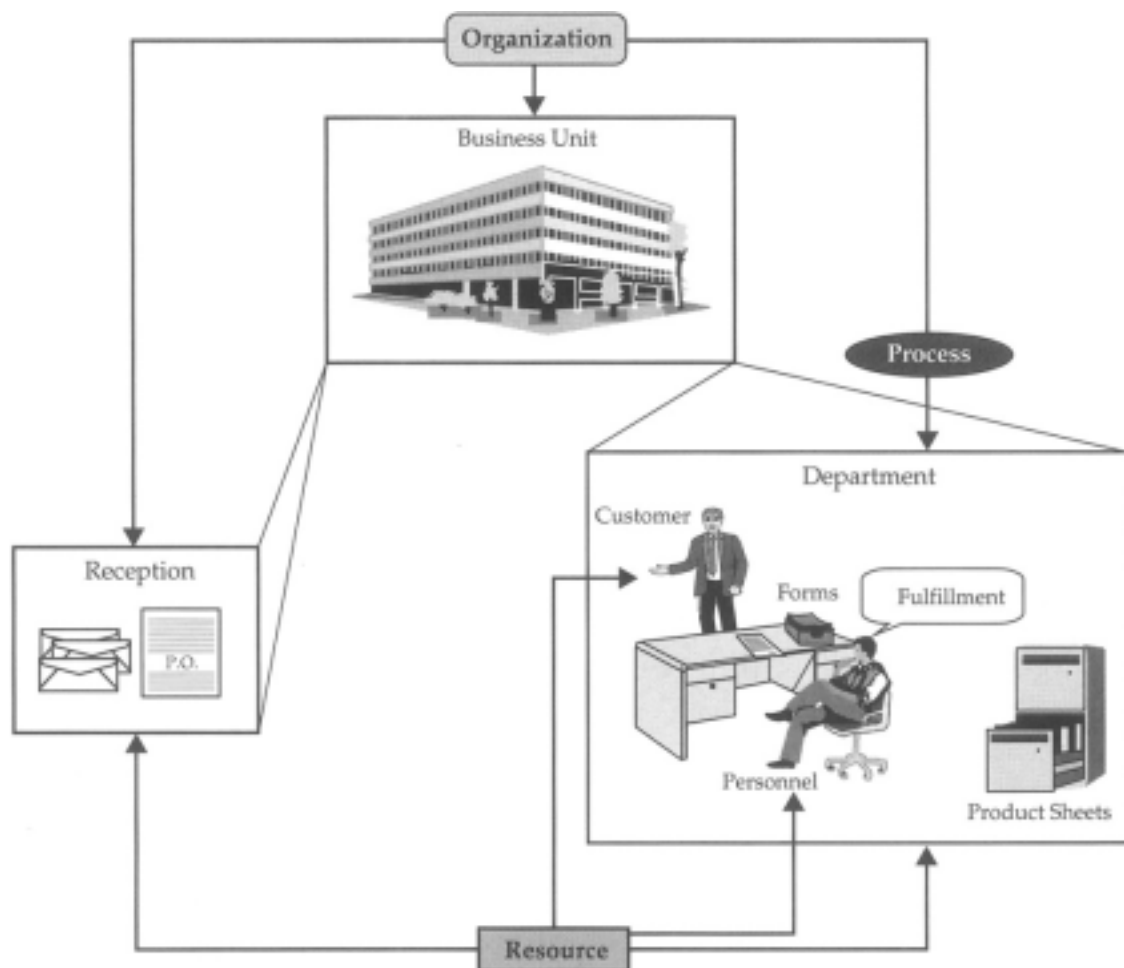 Organization
Business Unit
Process
Department
Customer
Reception
Forms
Fulfillment
P.O.
Personnel
Product Sheets
Resource